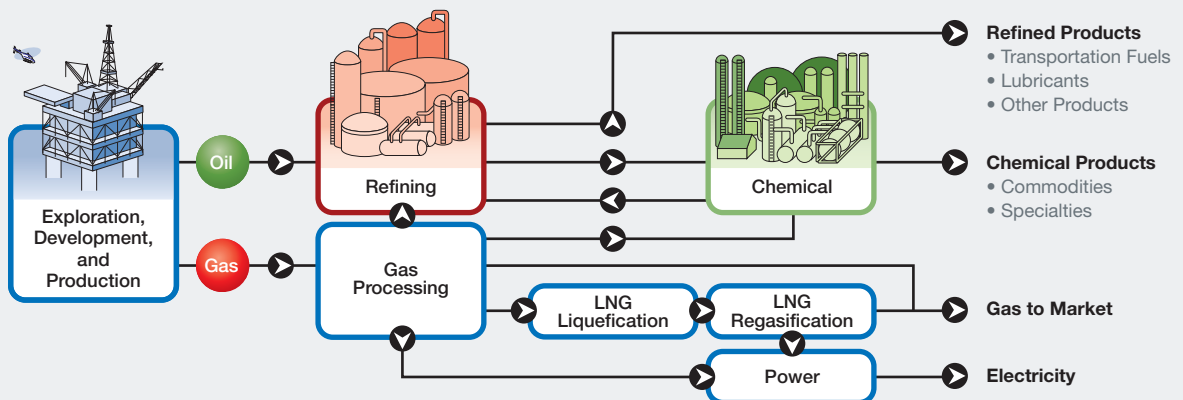 Refined Products
• Transportation Fuels
• Lubricants
• Other Products
Oil
Refining
Chemical
Chemical Products
• Commodities
• Specialties
Exploration,
Development,
and
Production
Gas
Gas
Processing
LNG
Liquefication
LNG
Regasification
Gas to Market
Power
Electricity